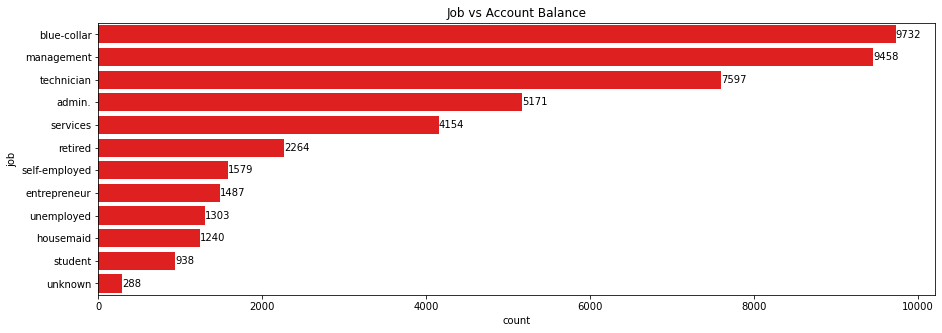 Job vs Account Balance
job
blue-collar 9732
management 9458
technician 7597
admin. 5171
services 4154
retired 2264
self-employed 1579
entrepreneur 1487
unemployed 1303
housemaid 1240
student 938
unknown 288
0 2000 4000 6000 8000 10000
count